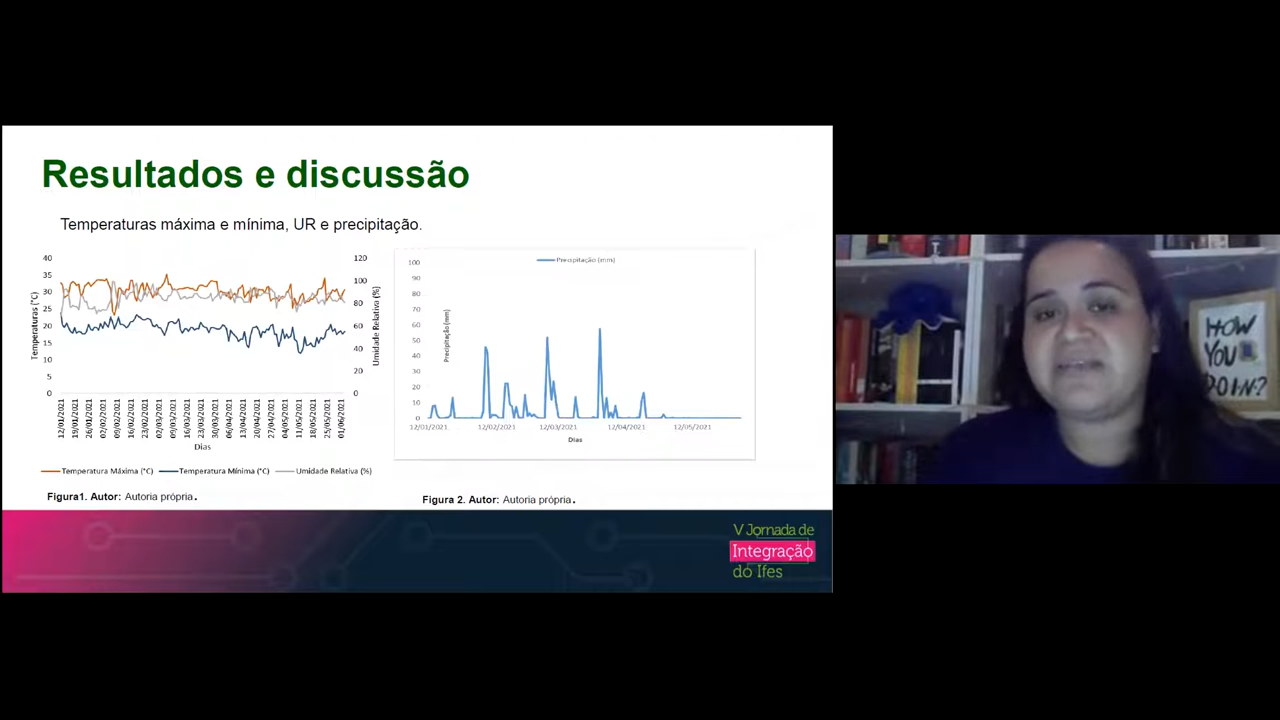 Resultados e discussão
Temperaturas máxima e mínima, UR e precipitação.
40
35
30
25
20
15
10
5
0
Temperaturas (°C)
120
100
80
60
40
20
0
Umidade Relativa (%)
12/01/2021
19/01/2021
26/01/2021
02/02/2021
09/02/2021
16/02/2021
23/02/2021
02/03/2021
09/03/2021
16/03/2021
23/03/2021
30/03/2021
06/04/2021
13/04/2021
20/04/2021
27/04/2021
04/05/2021
11/05/2021
18/05/2021
25/05/2021
01/06/2021
Dias
Temperatura Máxima (°C) Temperatura Mínima (°C) Umidade Relativa (%)
Figura1. Autor: Autoria própria.
Precipitação (mm)
100
90
80
70
60
50
40
30
20
10
0
Precipitação (mm)
12/01/2021 12/02/2021 12/03/2021 12/04/2021 12/05/2021
Dias
Figura 2. Autor: Autoria própria.
V Jornada de
Integração
do Ifes
HOW
YOU
DOIN?